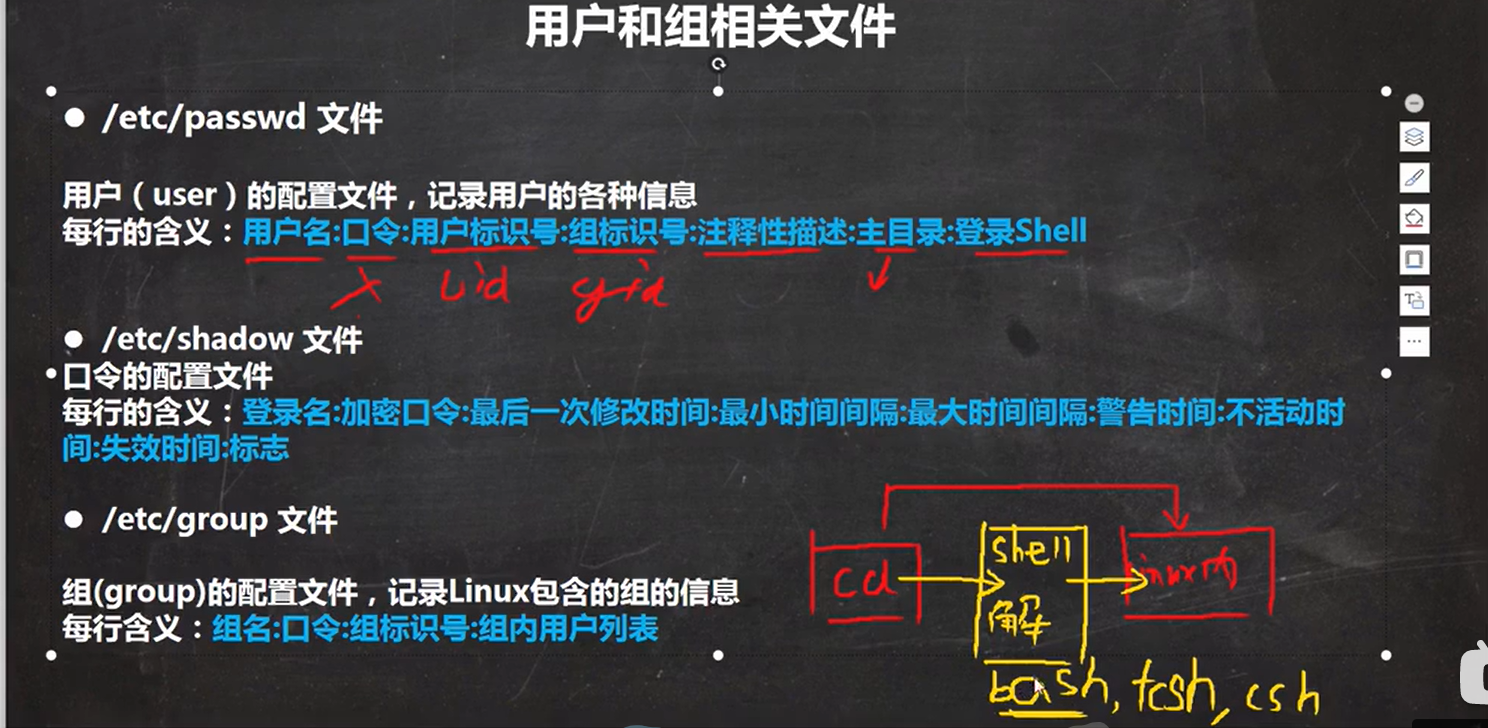 用户和组相关文件
● /etc/passwd 文件
用户（user）的配置文件，记录用户的各种信息
每行的含义：用户名:口令:用户标识号:组标识号:注释性描述:主目录:登录Shell
x uid gid
● /etc/shadow 文件
•口令的配置文件
每行的含义：登录名:加密口令:最后一次修改时间:最小时间间隔:最大时间间隔:警告时间:不活动时
间:失效时间:标志
● /etc/group 文件
组(group)的配置文件，记录Linux包含的组的信息
每行含义：组名:口令:组标识号:组内用户列表
shell
cd linux内
解
bash, tcsh, csh